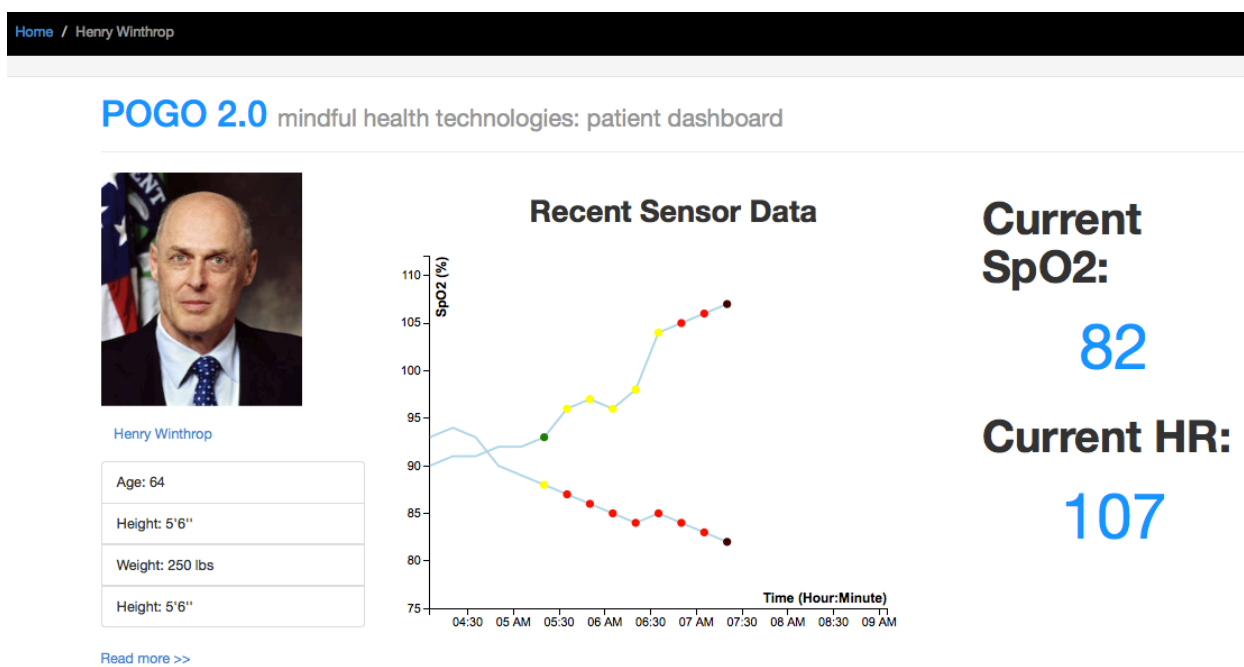 Home / Henry Winthrop
POGO 2.0 mindful health technologies: patient dashboard
ENT
Henry Winthrop
Age: 64
Height: 5'6''
Weight: 250 lbs
Height: 5'6''
Read more >>
Recent Sensor Data
SpO2 (%)
110
105
100
95
90
85
80
75
04:30 05 AM 05:30 06 AM 06:30 07 AM 07:30 08 AM 08:30 09 AM
Time (Hour:Minute)
Current
SpO2:
82
Current HR:
107